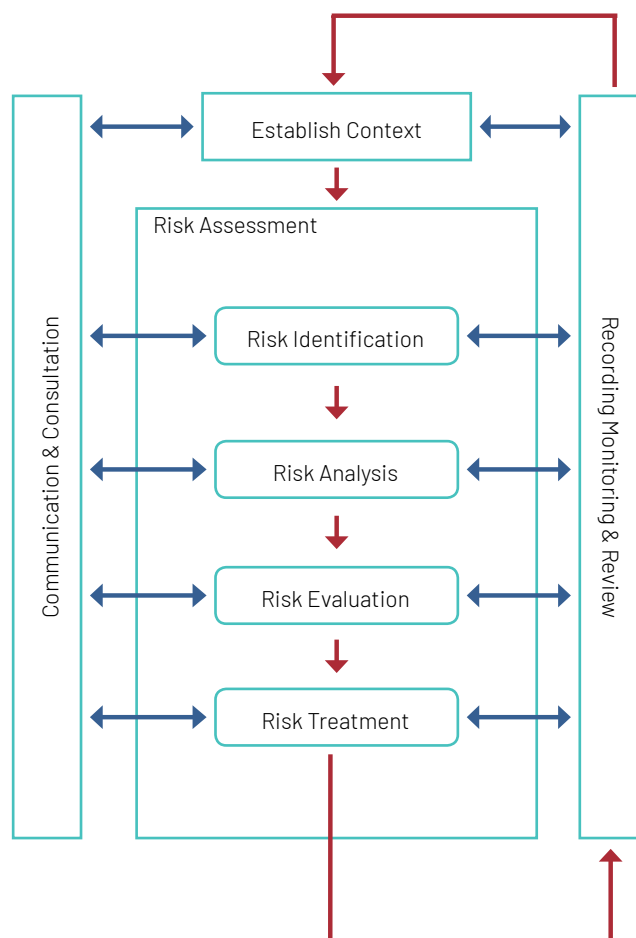 Establish Context
Risk Assessment
Risk Identification
Risk Analysis
Risk Evaluation
Risk Treatment
Communication & Consultation
Recording Monitoring & Review